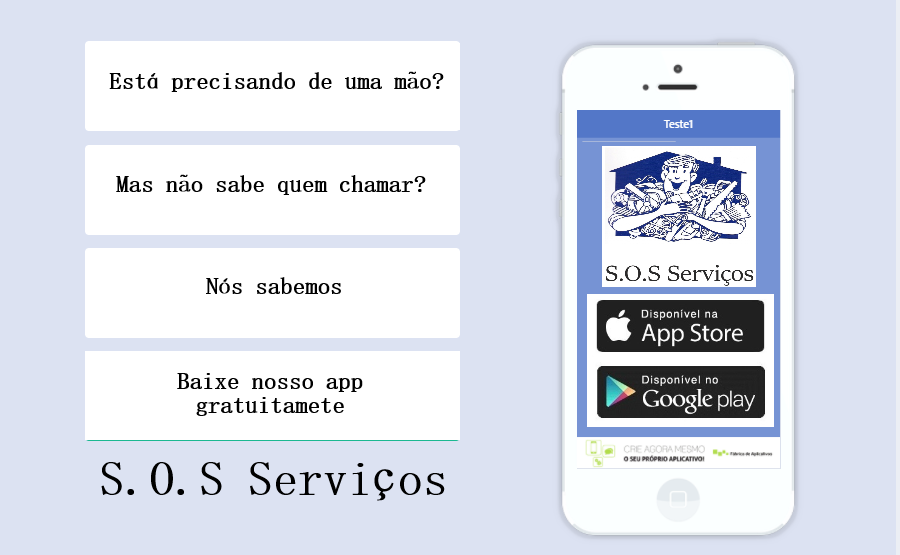 Está precisando de uma mão?
Mas não sabe quem chamar?
Nós sabemos
Baixe nosso app
gratuitamete
S.O.S Serviços
Teste1
S.O.S Serviços
Disponível na
App Store
Disponível no
Google play
CRIE AGORA MESMO
O SEU PRÓPRIO APLICATIVO!
Fábrica de Aplicativos